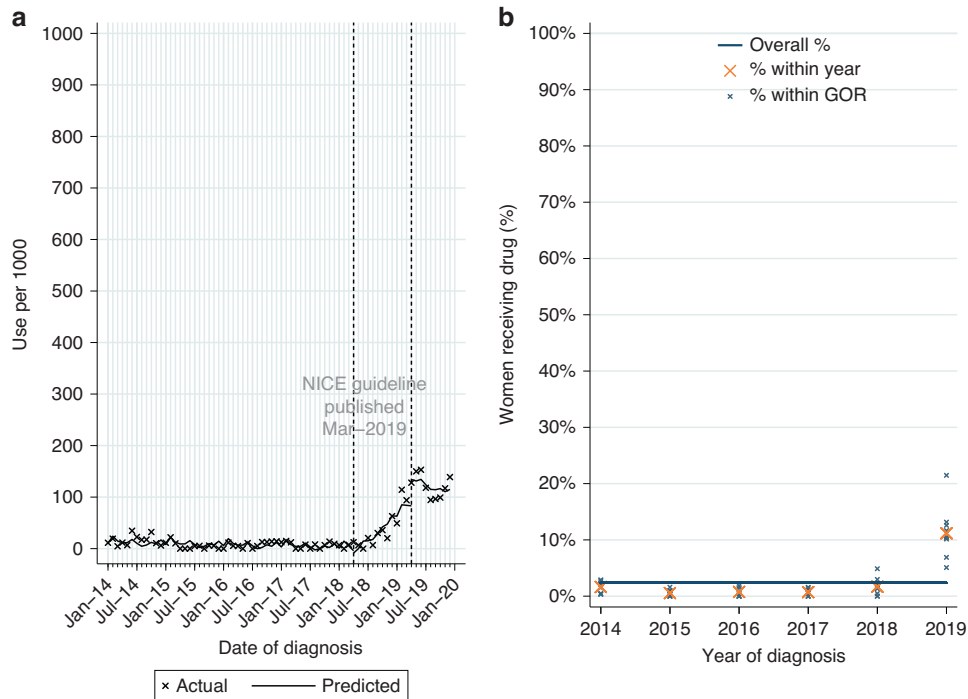 a
Use per 1000
1000
900
800
700
600
500
400
300
200
100
0
NICE guideline
published
Mar–2019
Jan–14
Jul–14
Jan–15
Jul–15
Jan–16
Jul–16
Jan–17
Jul–17
Jan–18
Jul–18
Jan–19
Jul–19
Jan–20
Date of diagnosis
Actual
Predicted
b
Women receiving drug (%)
100%
90%
80%
70%
60%
50%
40%
30%
20%
10%
0%
Overall %
% within year
% within GOR
2014
2015
2016
2017
2018
2019
Year of diagnosis